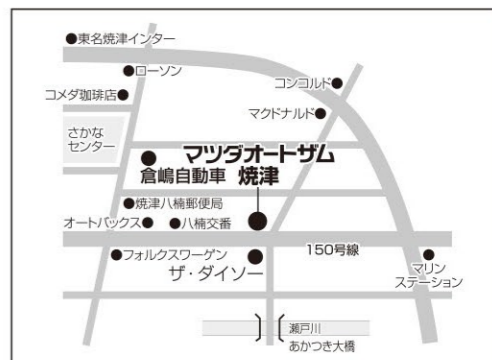 東名焼津インター
ローソン
コンコルド
コメダ珈琲店
マクドナルド
さかな
センター
マツダオートザム
倉嶋自動車 焼津
焼津八楠郵便局
オートバックス
八楠交番
150号線
フォルクスワーゲン
ザ・ダイソー
マリン
ステーション
瀬戸川
あかつき大橋